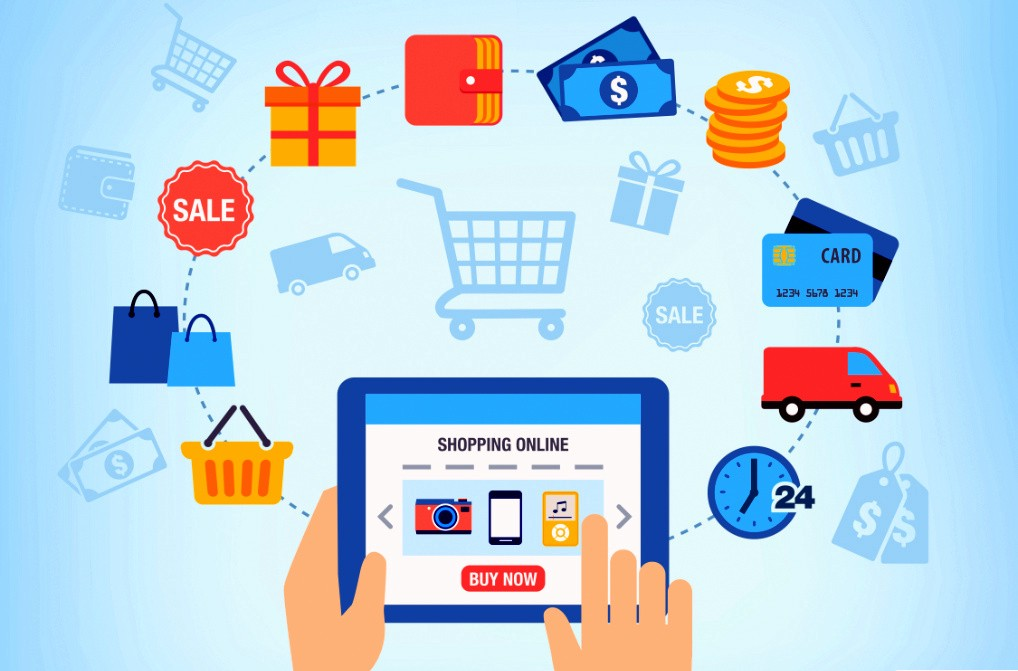 $
$
SALE
CARD
1234 5678 1234
SALE
$
SHOPPING ONLINE
24
$
$
BUY NOW